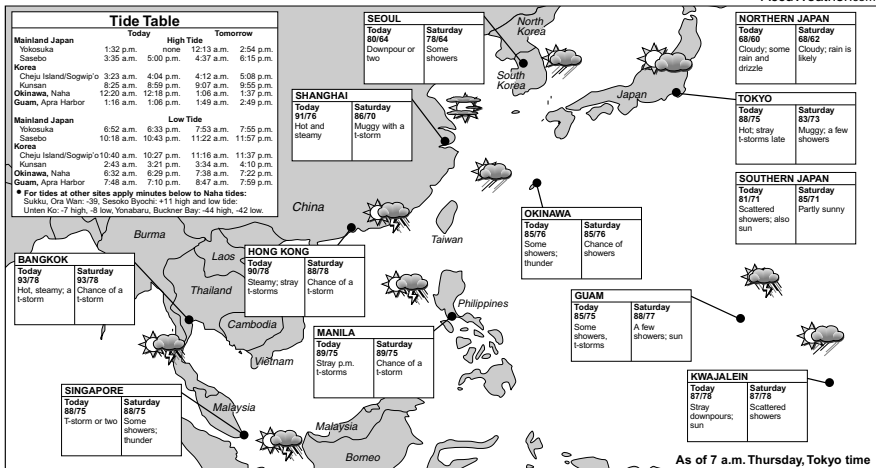 Tide Table
Today Tomorrow
Mainland Japan High Tide
Yokosuka 1:32 p.m. none 12:13 a.m. 2:54 p.m.
Sasebo 3:35 a.m. 5:00 p.m. 4:37 a.m. 6:15 p.m.
Korea
Cheju Island/Sogwip'o 3:23 a.m. 4:04 p.m. 4:12 a.m. 5:08 p.m.
Kunsan 8:25 a.m. 8:59 p.m. 9:07 a.m. 9:55 p.m.
Okinawa, Naha 12:20 a.m. 12:18 p.m. 1:06 a.m. 1:37 p.m.
Guam, Apra Harbor 1:16 a.m. 1:06 p.m. 1:49 a.m. 2:49 p.m.
Mainland Japan Low Tide
Yokosuka 6:52 a.m. 6:33 p.m. 7:53 a.m. 7:55 p.m.
Sasebo 10:18 a.m. 10:43 p.m. 11:22 a.m. 11:57 p.m.
Korea
Cheju Island/Sogwip'o 10:40 a.m. 10:27 p.m. 11:16 a.m. 11:37 p.m.
Kunsan 2:43 a.m. 3:21 p.m. 3:34 a.m. 4:10 p.m.
Okinawa, Naha 6:32 a.m. 6:29 p.m. 7:38 a.m. 7:22 p.m.
Guam, Apra Harbor 7:48 a.m. 7:10 p.m. 8:47 a.m. 7:59 p.m.
• For tides at other sites apply minutes below to Naha tides:
Sukku, Ora Wan: -39, Sesoko Byochi: +11 high and low tide:
Unten Ko: -7 high, -8 low, Yonabaru, Buckner Bay: -44 high, -42 low.
SEOUL
Today Saturday
80/64 78/64
Downpour or Some
two showers
North
Korea
South
Korea
NORTHERN JAPAN
Today Saturday
68/60 68/62
Cloudy; some Cloudy; rain is
rain and likely
drizzle
Japan
SHANGHAI
Today Saturday
91/76 86/70
Hot and Muggy with a
steamy t-storm
TOKYO
Today Saturday
88/75 83/73
Hot; stray Muggy; a few
t-storms late showers
SOUTHERN JAPAN
Today Saturday
81/71 85/71
Scattered Partly sunny
showers; also
sun
China
Taiwan
OKINAWA
Today Saturday
85/76 85/76
Some Chance of
showers; showers
thunder
Burma
Laos
Thailand
Cambodia
Vietnam
BANGKOK
Today Saturday
93/78 93/78
Hot, steamy; a Chance of a
t-storm t-storm
HONG KONG
Today Saturday
90/78 88/78
Steamy; stray Chance of a
t-storms t-storm
Philippines
GUAM
Today Saturday
85/75 88/77
Some A few
showers, showers; sun
t-storms
MANILA
Today Saturday
89/75 89/75
Stray p.m. Chance of a
t-storms t-storm
KWAJALEIN
Today Saturday
87/78 87/78
Stray Scattered
downpours; showers
sun
SINGAPORE
Today Saturday
88/75 88/75
T-storm or two Some
showers;
thunder
Malaysia
Malaysia
Borneo
As of 7 a.m. Thursday, Tokyo time